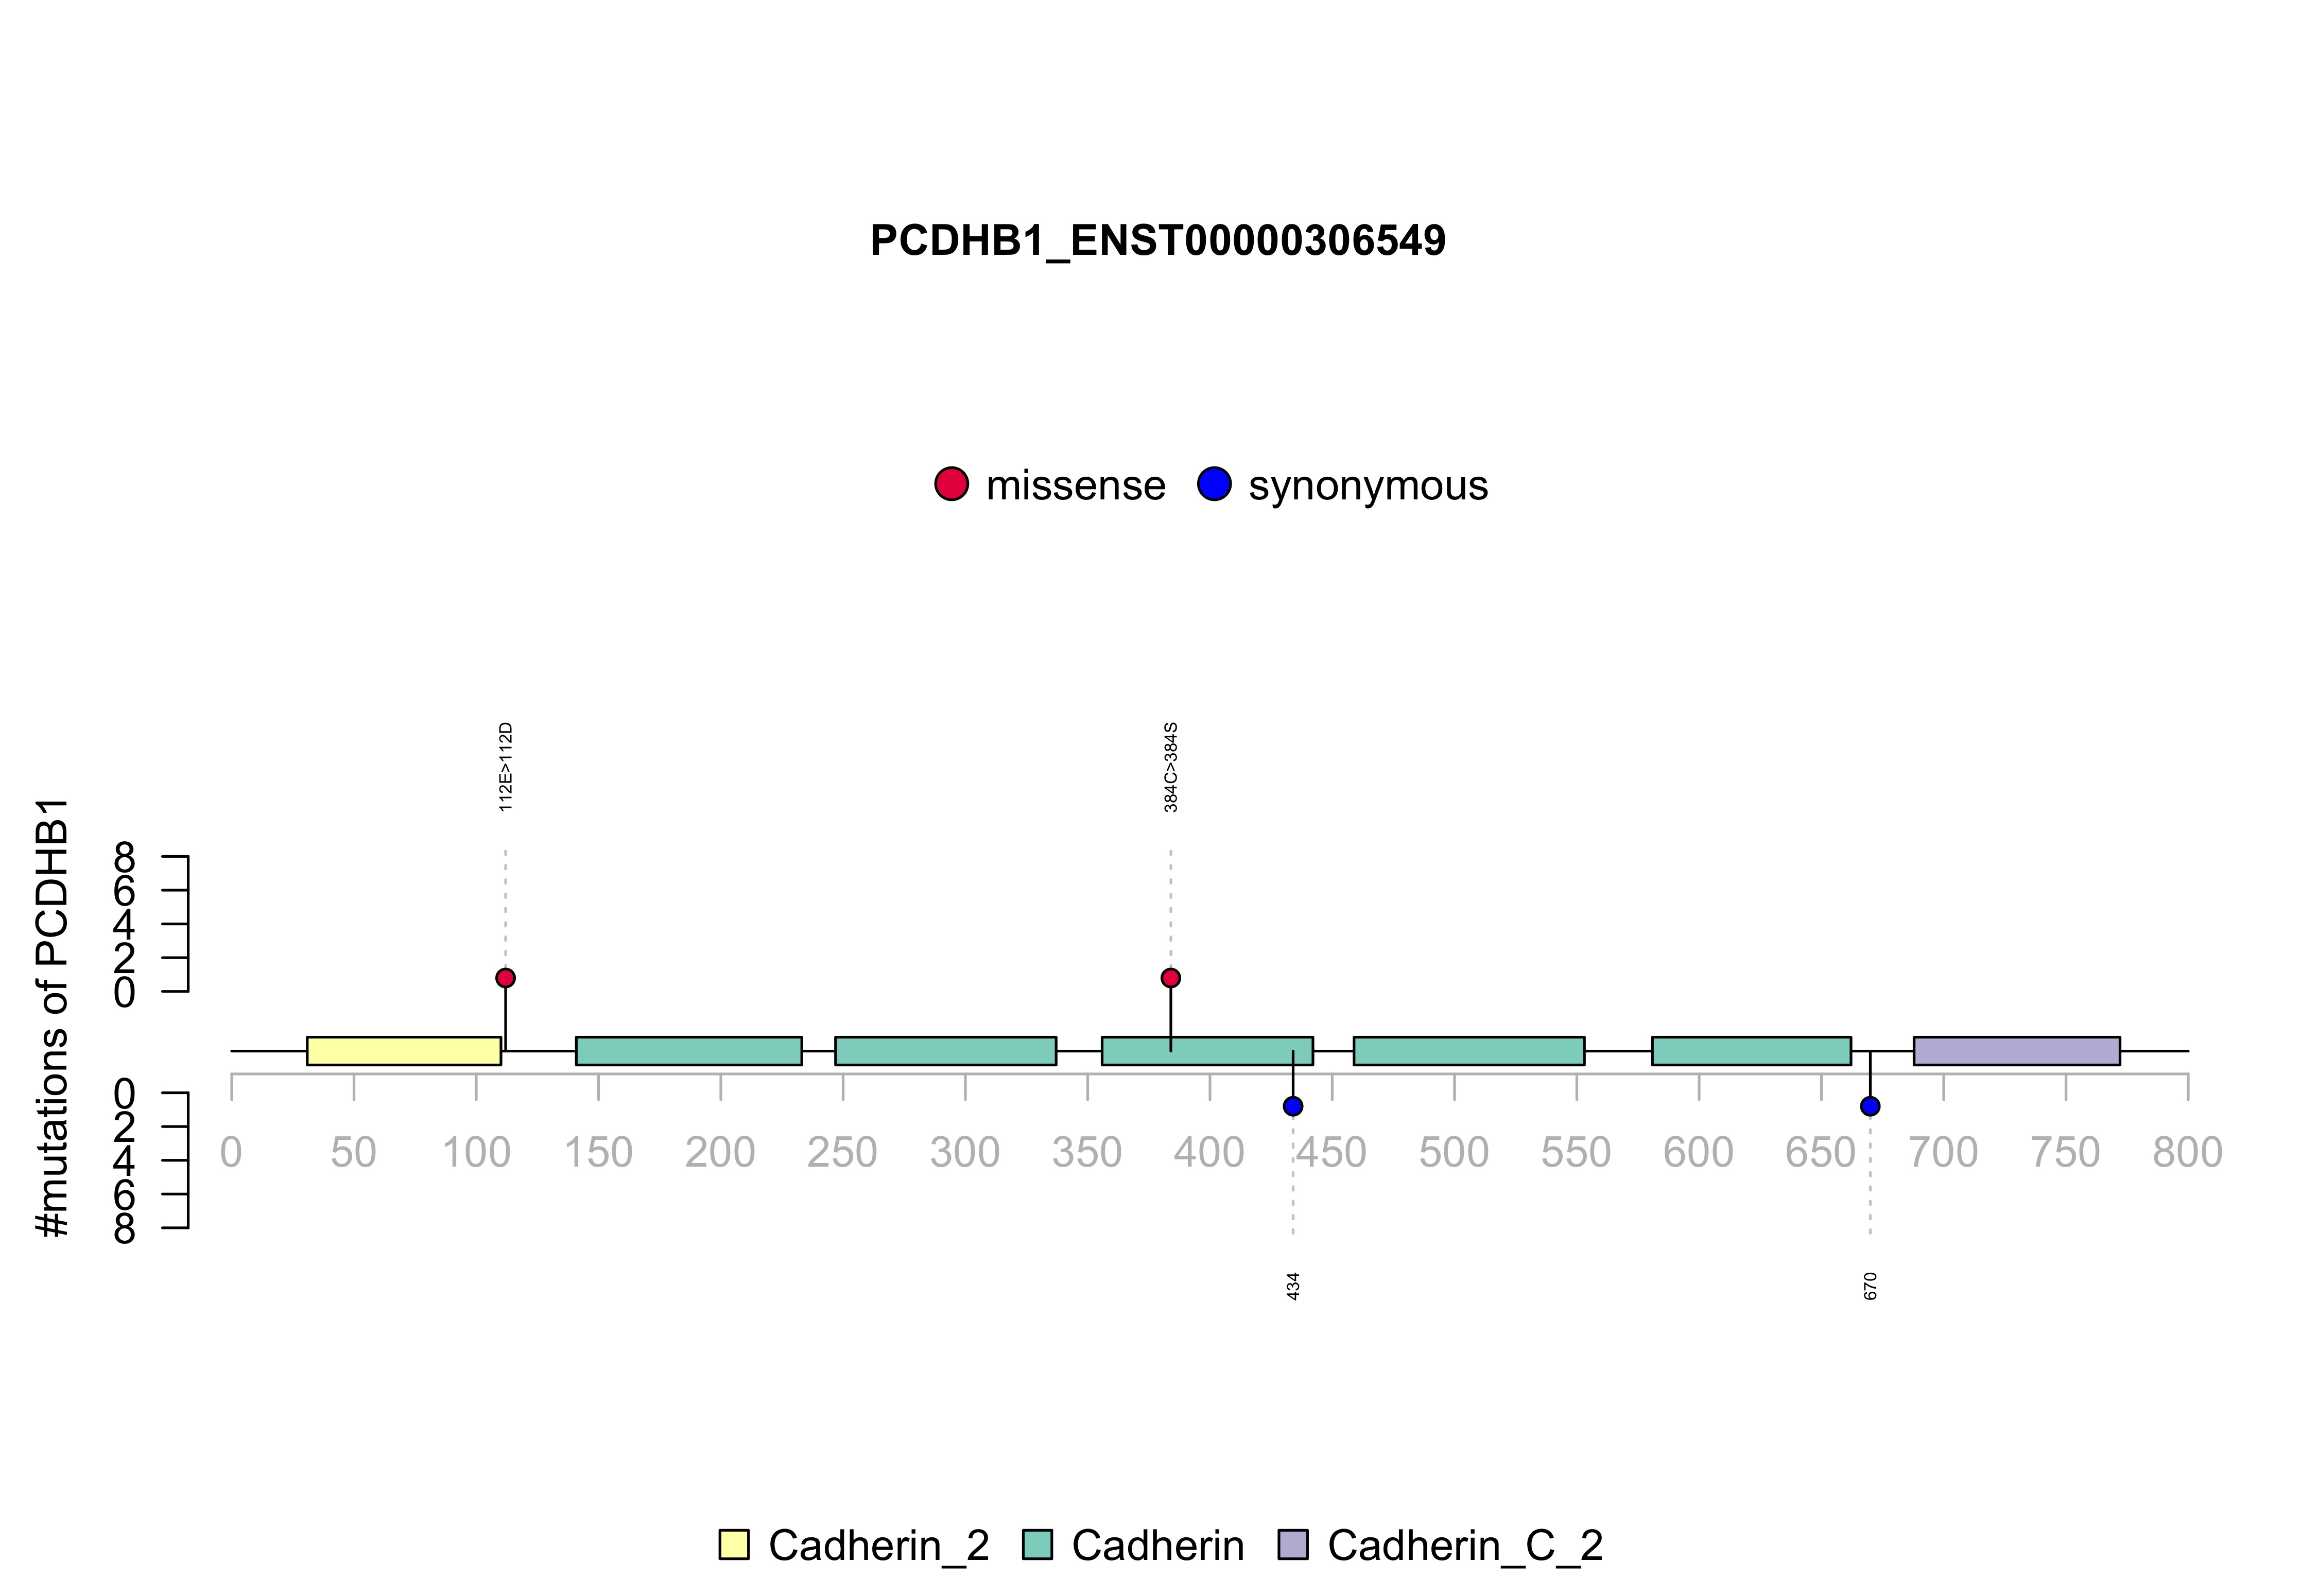 PCDHB1_ENST00000306549
missense synonymous
112E>112D
384C>384S
#mutations of PCDHB1
8
6
4
2
0
0
2
4
6
8
0 50 100 150 200 250 300 350 400 450 500 550 600 650 700 750 800
434
670
Cadherin_2 Cadherin Cadherin_C_2